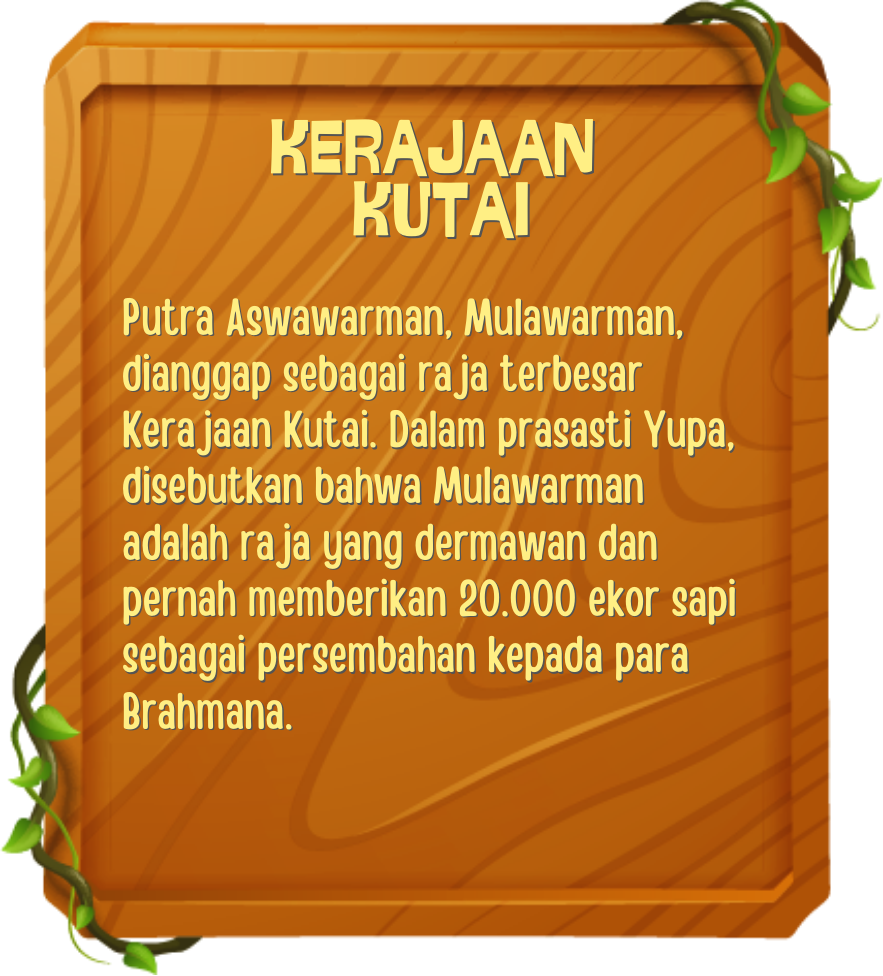 KERAJAAN
KUTAI
Putra Aswawarman, Mulawarman,
dianggap sebagai raja terbesar
Kerajaan Kutai. Dalam prasasti Yupa,
disebutkan bahwa Mulawarman
adalah raja yang dermawan dan
pernah memberikan 20.000 ekor sapi
sebagai persembahan kepada para
Brahmana.